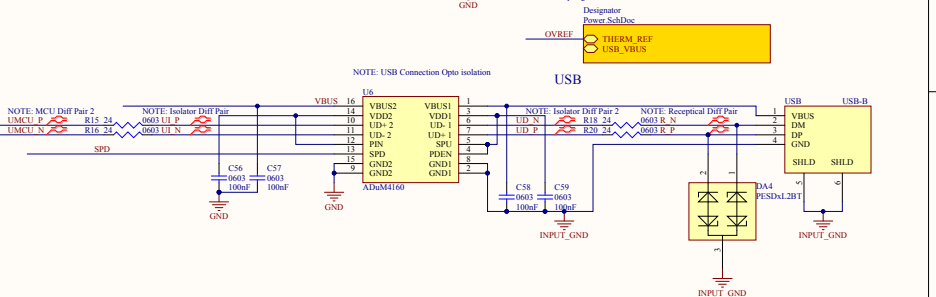 GND
Designator
Power.SchDoc
OVREF
THERM_REF
USB_VBUS
NOTE: USB Connection Opto isolation
USB
U6
NOTE: MCU Diff Pair 2
NOTE: Isolator Diff Pair
VBUS
16
VBUS2
VBUS1
1
14
VDD2
VDD1
3
10
UD+ 2
UD- 1
6
11
UD- 2
UD+ 1
7
12
PIN
SPU
5
13
SPD
PDEN
4
15
GND2
GND1
8
9
GND2
GND1
2
ADuM4160
UMCU_P
R15 24
0603
UI_P
UMCU_N
R16 24
0603
UI_N
SPD
C56
0603
100nF
C57
0603
100nF
GND
GND
NOTE: Isolator Diff Pair 2
NOTE: Receptical Diff Pair
UD_N
R18 24
0603
R_N
UD_P
R20 24
0603
R_P
C58
0603
100nF
C59
0603
100nF
INPUT_GND
USB
USB-B
1
VBUS
2
DM
3
DP
4
GND
SHLD
SHLD
5
6
INPUT_GND
2
1
DA4
PESDxL2BT
3
INPUT_GND